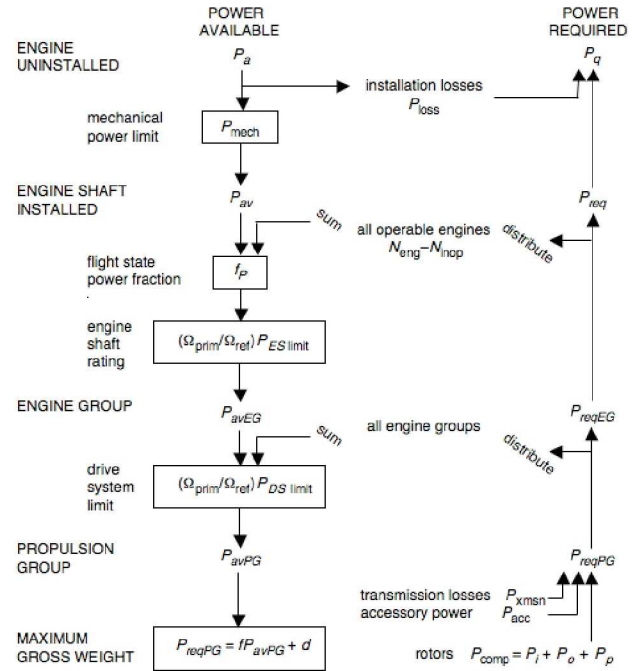 POWER
AVAILABLE
POWER
REQUIRED
ENGINE
UNINSTALLED
P_a
P_q
installation losses
P_loss
mechanical
power limit
P_mech
ENGINE SHAFT
INSTALLED
P_av
P_req
sum
all operable engines
N_eng–N_inop
distribute
flight state
power fraction
.
f_P
engine
shaft
rating
(Ω_prim/Ω_ref) P_ES limit
ENGINE GROUP
P_avEG
P_reqEG
sum
all engine groups
distribute
drive
system
limit
(Ω_prim/Ω_ref) P_DS limit
PROPULSION
GROUP
P_avPG
P_reqPG
transmission losses P_xmsn
accessory power P_acc
MAXIMUM
GROSS WEIGHT
P_reqPG = fP_avPG + d
rotors P_comp = P_i + P_o + P_p